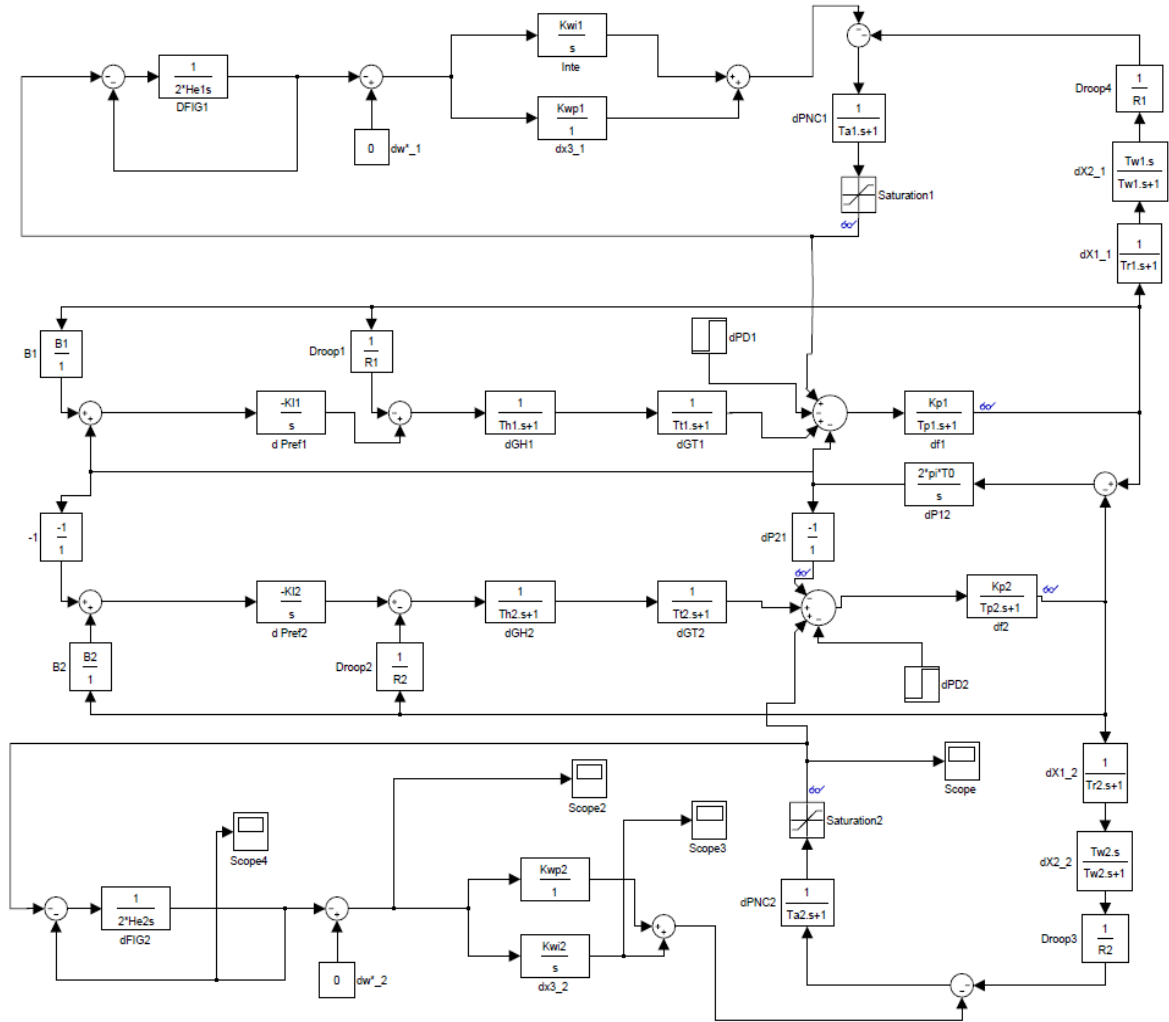 Kwi1
s
Inte
1
2*He1s
DFIG1
Kwp1
1
dx3_1
0
dw*_1
dPNC1
1
Ta1.s+1
Saturation1
Droop4
1
R1
dX2_1
Tw1.s
Tw1.s+1
dX1_1
1
Tr1.s+1
B1
B1
1
Droop1
1
R1
dPD1
-KI1
s
d Pref1
1
Th1.s+1
dGH1
1
Tt1.s+1
dGT1
Kp1
Tp1.s+1
df1
2*pi*T0
s
dP12
-1
-1
1
dP21
-1
1
-KI2
s
d Pref2
1
Th2.s+1
dGH2
1
Tt2.s+1
dGT2
Kp2
Tp2.s+1
df2
B2
B2
1
Droop2
1
R2
dPD2
Scope
dX1_2
1
Tr2.s+1
Scope2
Scope3
Saturation2
Scope4
dX2_2
Tw2.s
Tw2.s+1
1
2*He2s
dFIG2
Kwp2
1
dPNC2
1
Ta2.s+1
Droop3
1
R2
0
dw*_2
Kwi2
s
dx3_2